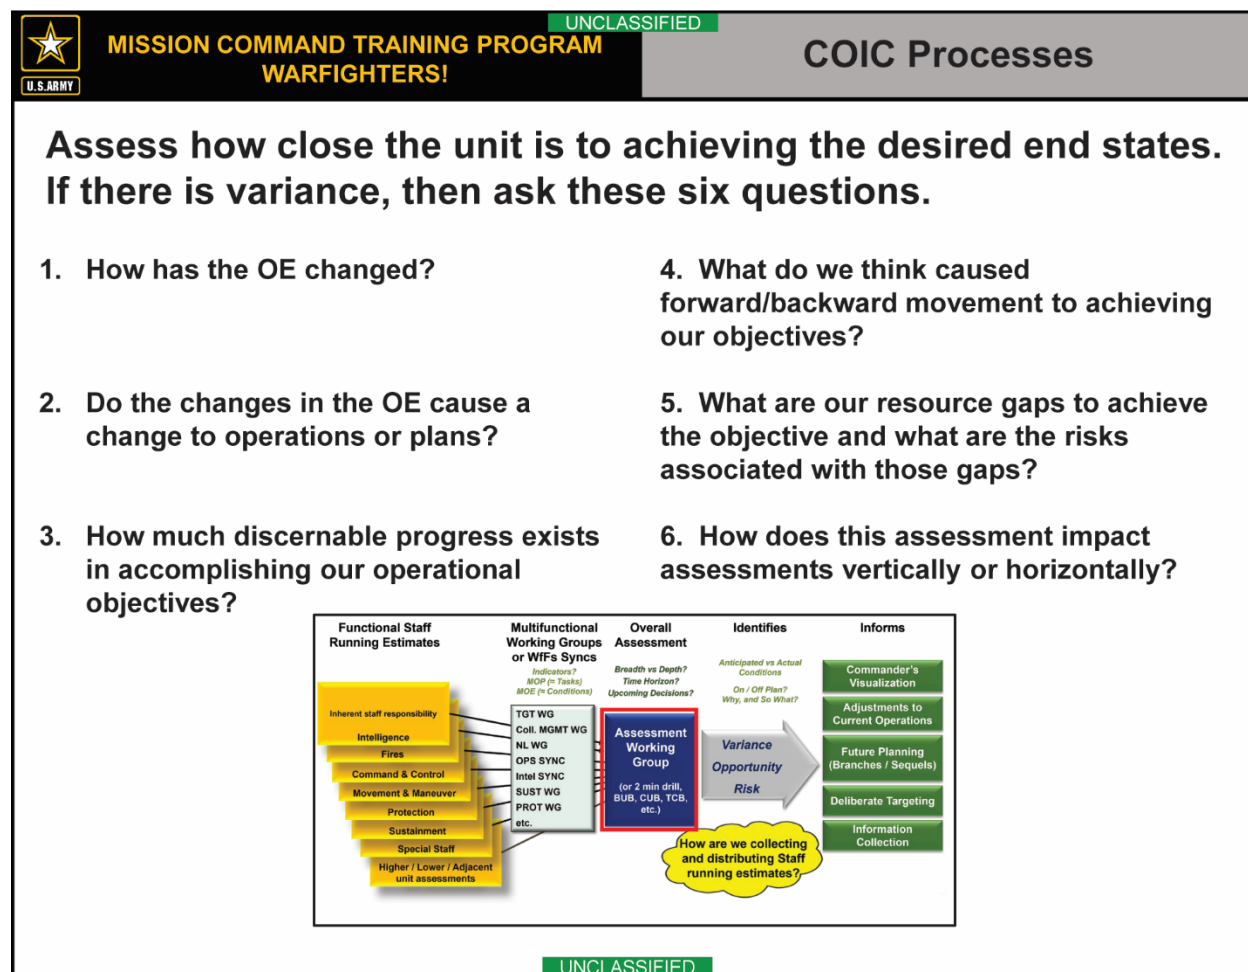 UNCLASSIFIED
MISSION COMMAND TRAINING PROGRAM
WARFIGHTERS!
U.S.ARMY
COIC Processes
Assess how close the unit is to achieving the desired end states.
If there is variance, then ask these six questions.
1. How has the OE changed?
2. Do the changes in the OE cause a
change to operations or plans?
3. How much discernable progress exists
in accomplishing our operational
objectives?
4. What do we think caused
forward/backward movement to achieving
our objectives?
5. What are our resource gaps to achieve
the objective and what are the risks
associated with those gaps?
6. How does this assessment impact
assessments vertically or horizontally?
Functional Staff
Running Estimates
Inherent staff responsibility
Intelligence
Fires
Command & Control
Movement & Maneuver
Protection
Sustainment
Special Staff
Higher / Lower / Adjacent
unit assessments
Multifunctional
Working Groups
or WfFs Syncs
Indicators?
MOP (= Tasks)
MOE (= Conditions)
TGT WG
Coll. MGMT WG
NL WG
OPS SYNC
Intel SYNC
SUST WG
PROT WG
etc.
Overall
Assessment
Breadth vs Depth?
Time Horizon?
Upcoming Decisions?
Assessment
Working
Group
(or 2 min drill,
BUB, CUB, TCB,
etc.)
Identifies
Anticipated vs Actual
Conditions
On / Off Plan?
Why, and So What?
Variance
Opportunity
Risk
How are we collecting
and distributing Staff
running estimates?
Informs
Commander's
Visualization
Adjustments to
Current Operations
Future Planning
(Branches / Sequels)
Deliberate Targeting
Information
Collection
UNCLASSIFIED